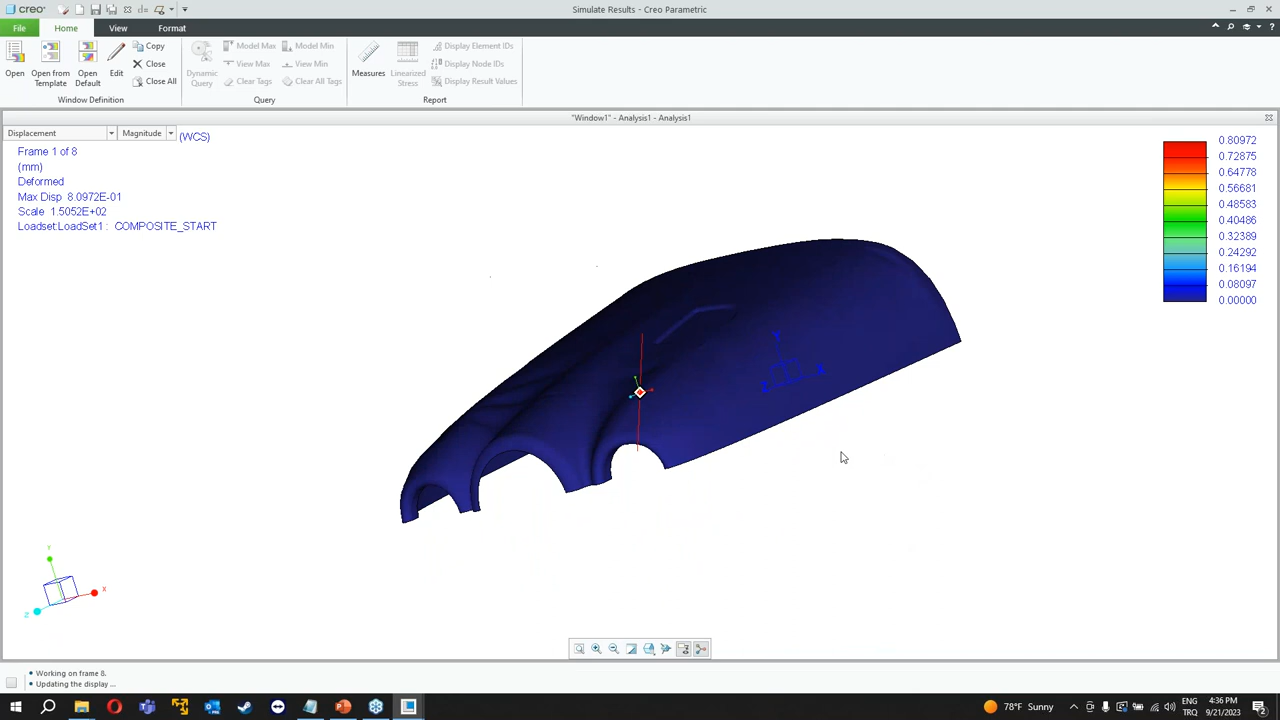 creo
Simulate Results - Creo Parametric
File
Home
View
Format
Open
Open from
Template
Open
Default
Edit
Copy
Close
Close All
Window Definition
Dynamic
Query
Model Max
View Max
Clear Tags
Model Min
View Min
Clear All Tags
Query
Measures
Linearized
Stress
Display Element IDs
Display Node IDs
Display Result Values
Report
"Window1" - Analysis1 - Analysis1
Displacement
Magnitude
(WCS)
Frame 1 of 8
(mm)
Deformed
Max Disp 8.0972E-01
Scale 1.5052E+02
Loadset:LoadSet1 : COMPOSITE_START
0.80972
0.72875
0.64778
0.56681
0.48583
0.40486
0.32389
0.24292
0.16194
0.08097
0.00000
Y
X
Z
Y
X
Z
• Working on frame 8.
• Updating the display ...
78°F Sunny
ENG
TRQ
4:36 PM
9/21/2023
2